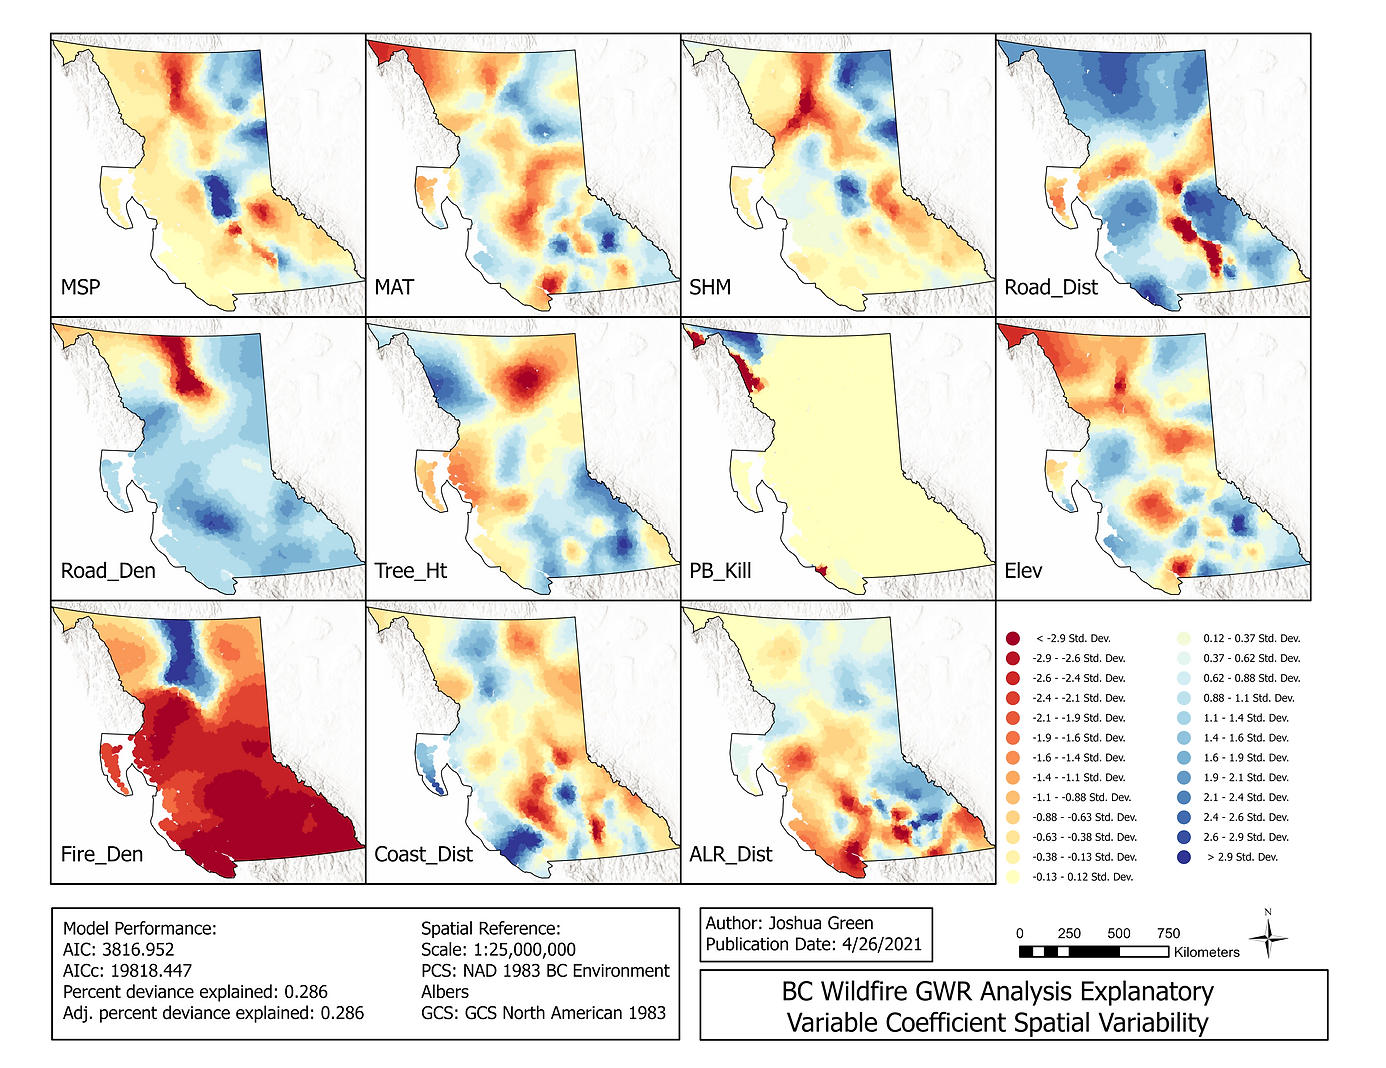 MSP
MAT
SHM
Road_Dist
Road_Den
Tree_Ht
PB_Kill
Elev
Fire_Den
Coast_Dist
ALR_Dist
< -2.9 Std. Dev.
-2.9 - -2.6 Std. Dev.
-2.6 - -2.4 Std. Dev.
-2.4 - -2.1 Std. Dev.
-2.1 - -1.9 Std. Dev.
-1.9 - -1.6 Std. Dev.
-1.6 - -1.4 Std. Dev.
-1.4 - -1.1 Std. Dev.
-1.1 - -0.88 Std. Dev.
-0.88 - -0.63 Std. Dev.
-0.63 - -0.38 Std. Dev.
-0.38 - -0.13 Std. Dev.
-0.13 - 0.12 Std. Dev.
0.12 - 0.37 Std. Dev.
0.37 - 0.62 Std. Dev.
0.62 - 0.88 Std. Dev.
0.88 - 1.1 Std. Dev.
1.1 - 1.4 Std. Dev.
1.4 - 1.6 Std. Dev.
1.6 - 1.9 Std. Dev.
1.9 - 2.1 Std. Dev.
2.1 - 2.4 Std. Dev.
2.4 - 2.6 Std. Dev.
2.6 - 2.9 Std. Dev.
> 2.9 Std. Dev.
Model Performance:
AIC: 3816.952
AICc: 19818.447
Percent deviance explained: 0.286
Adj. percent deviance explained: 0.286
Spatial Reference:
Scale: 1:25,000,000
PCS: NAD 1983 BC Environment
Albers
GCS: GCS North American 1983
Author: Joshua Green
Publication Date: 4/26/2021
0 250 500 750
Kilometers
N
BC Wildfire GWR Analysis Explanatory
Variable Coefficient Spatial Variability